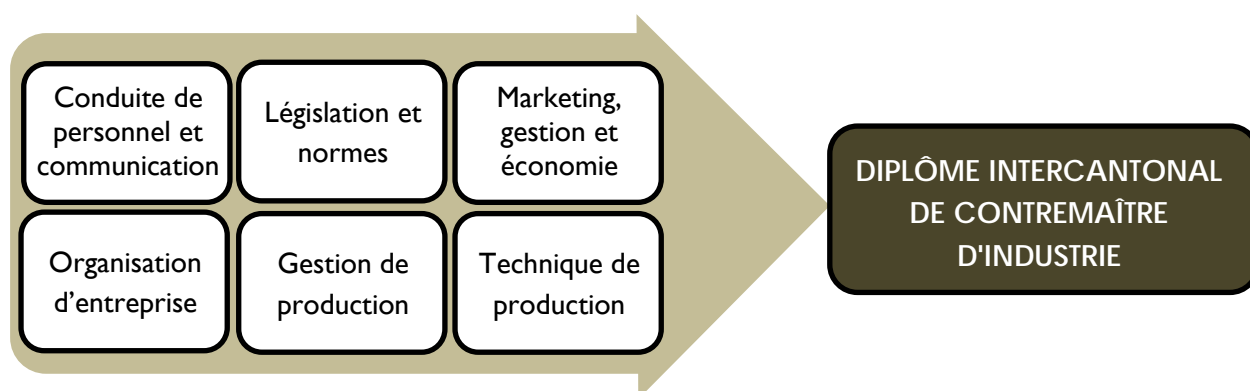 Conduite de
personnel et
communication
Législation et
normes
Marketing,
gestion et
économie
Organisation
d’entreprise
Gestion de
production
Technique de
production
DIPLÔME INTERCANTONAL
DE CONTREMAÎTRE
D'INDUSTRIE